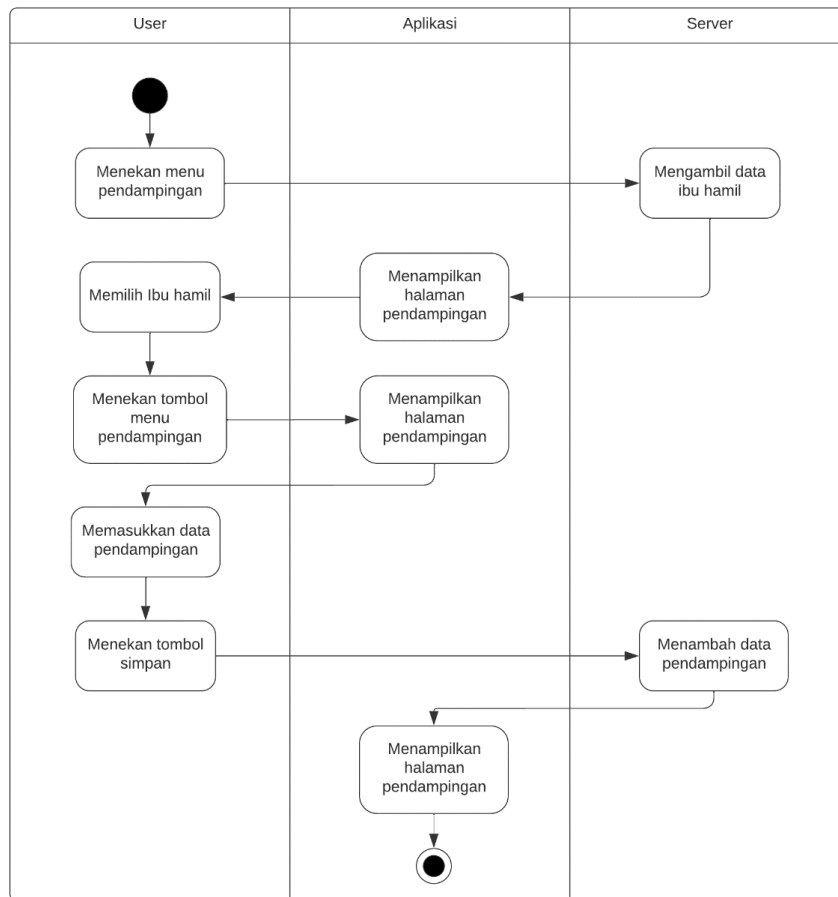 User
Aplikasi
Server
Menekan menu
pendampingan
Mengambil data
ibu hamil
Menampilkan
halaman
pendampingan
Memilih Ibu hamil
Menekan tombol
menu
pendampingan
Menampilkan
halaman
pendampingan
Memasukkan data
pendampingan
Menekan tombol
simpan
Menambah data
pendampingan
Menampilkan
halaman
pendampingan